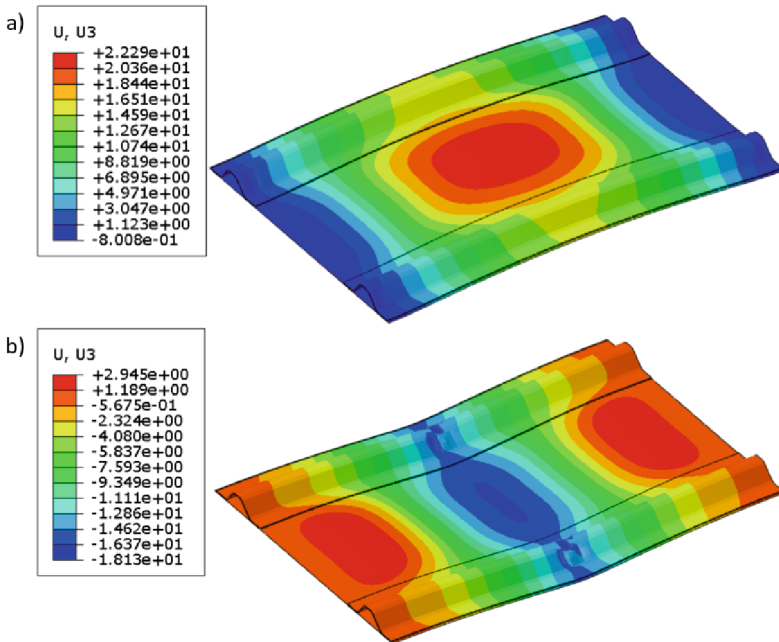 a)
U, U3
+2.229e+01
+2.036e+01
+1.844e+01
+1.651e+01
+1.459e+01
+1.267e+01
+1.074e+01
+8.819e+00
+6.895e+00
+4.971e+00
+3.047e+00
+1.123e+00
-8.008e-01
b)
U, U3
+2.945e+00
+1.189e+00
-5.675e-01
-2.324e+00
-4.080e+00
-5.837e+00
-7.593e+00
-9.349e+00
-1.111e+01
-1.286e+01
-1.462e+01
-1.637e+01
-1.813e+01